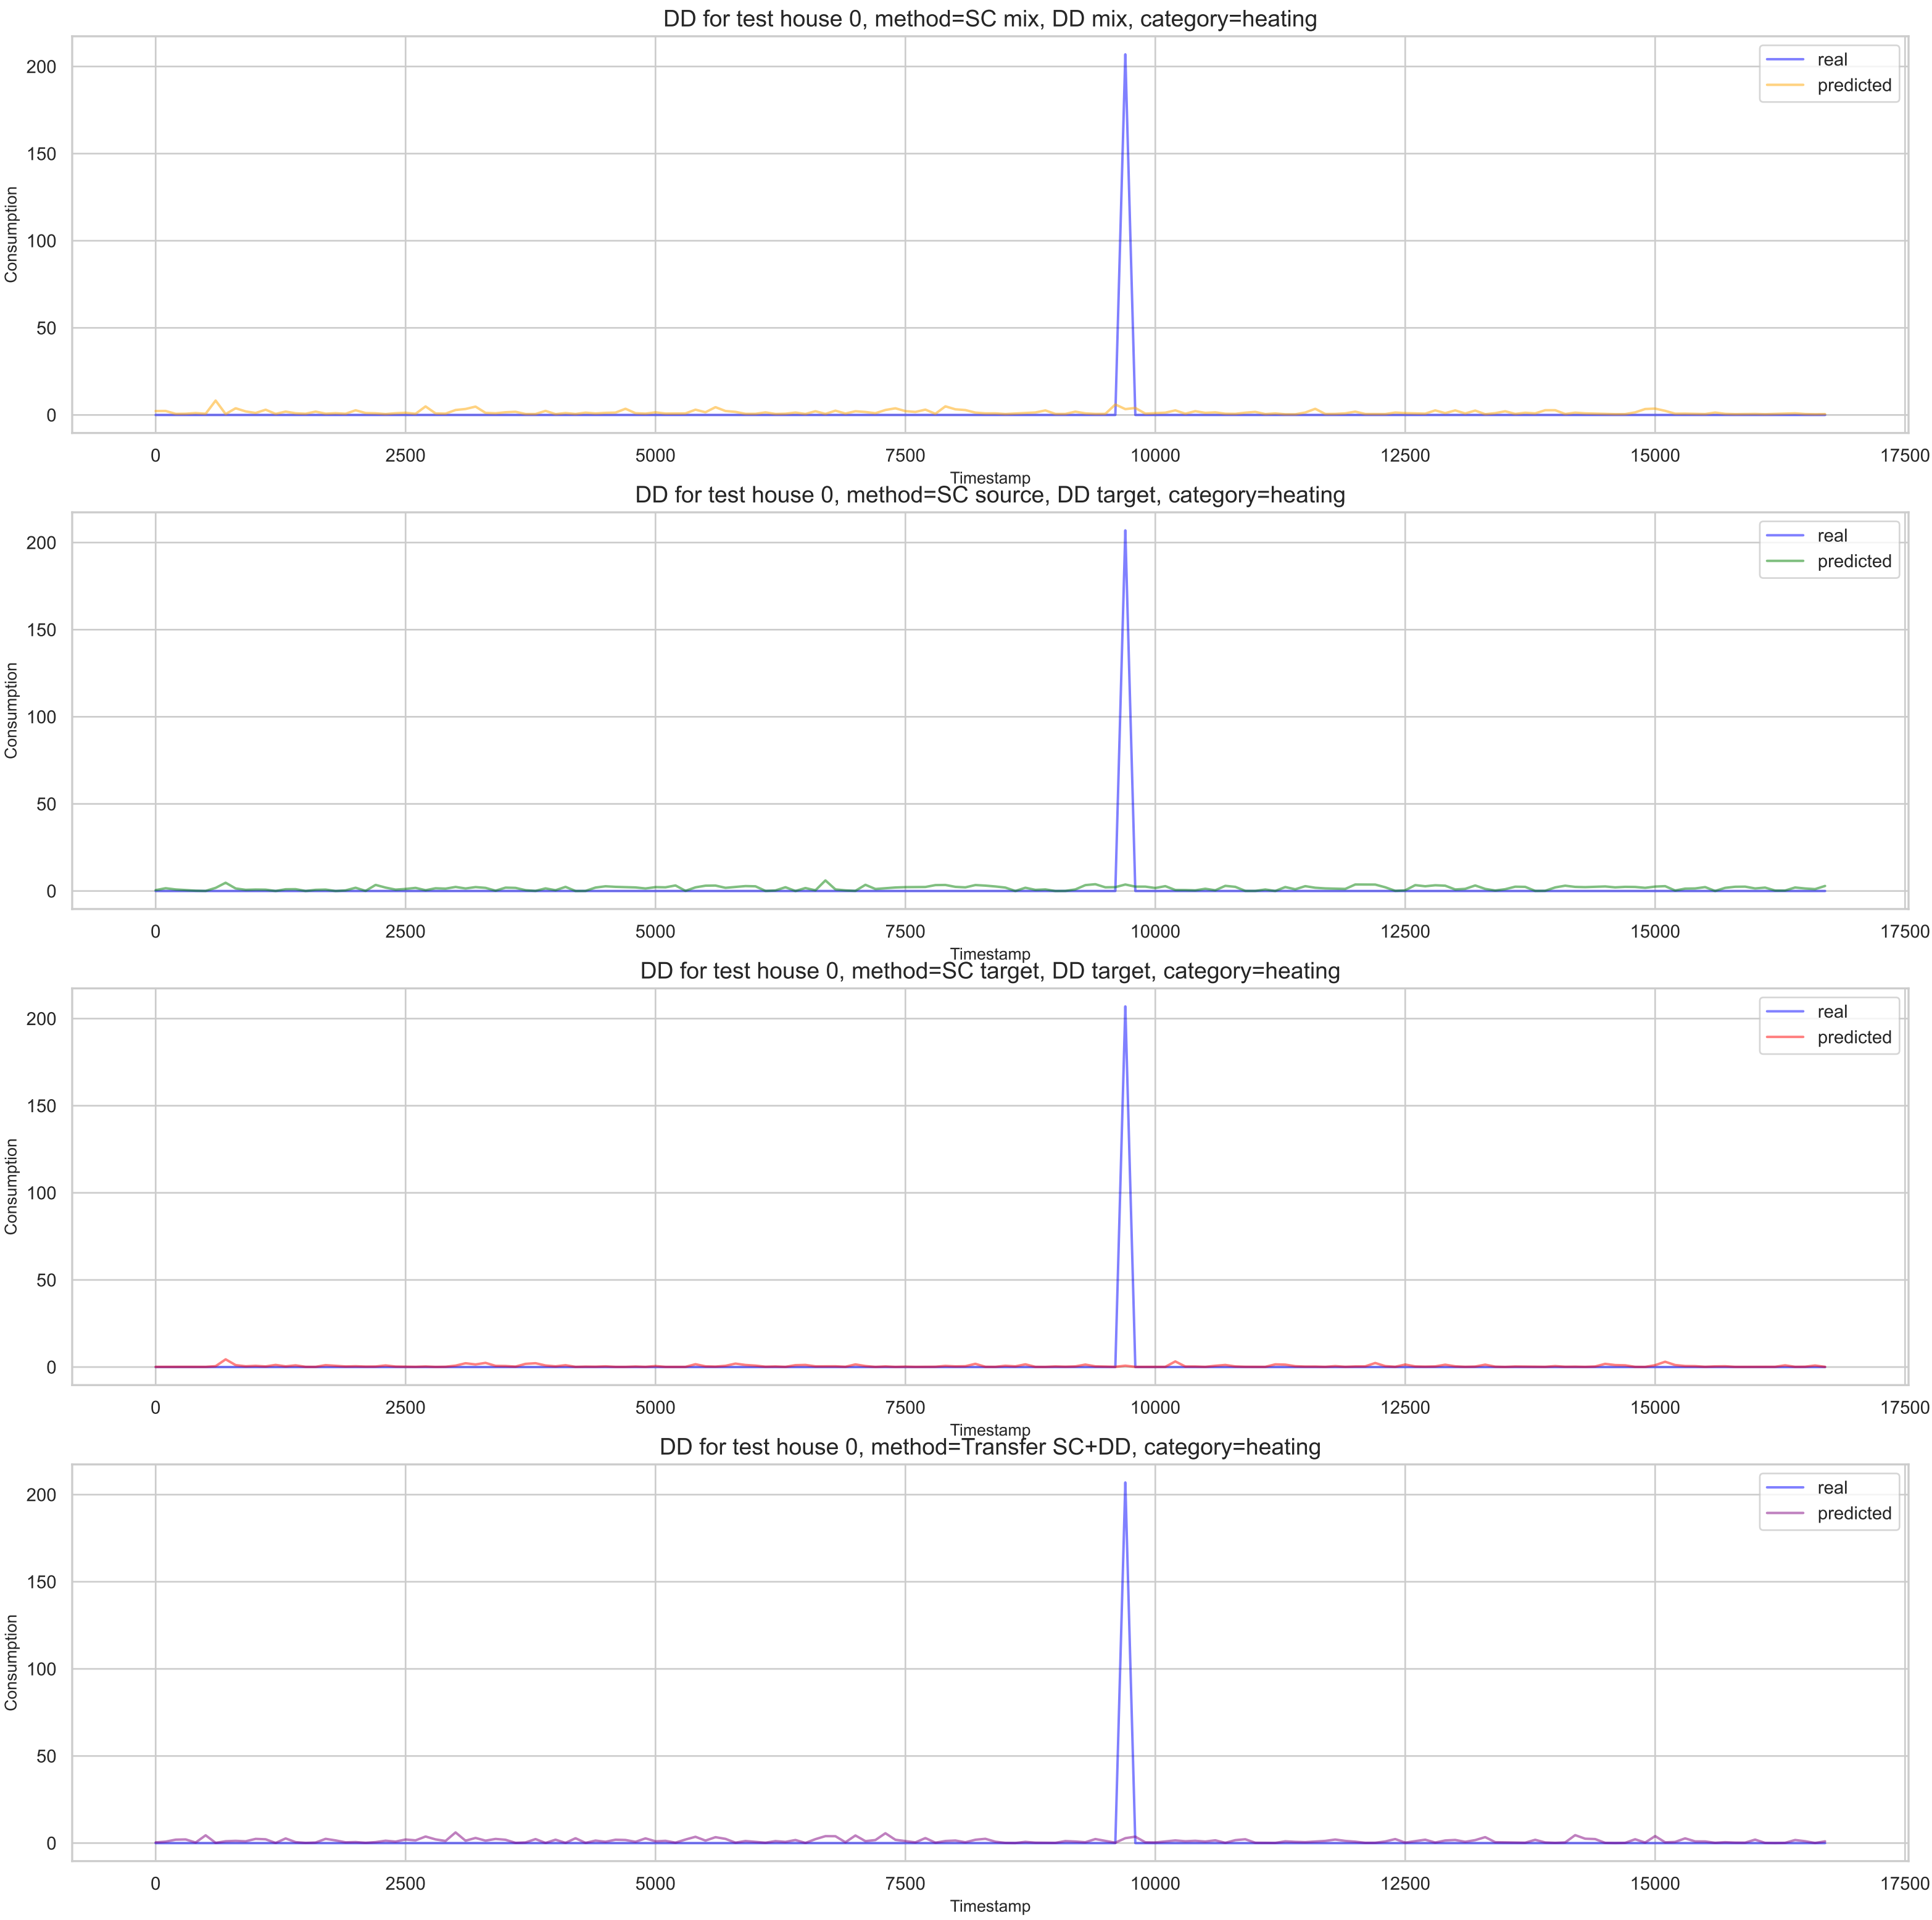 DD for test house 0, method=SC mix, DD mix, category=heating
200
150
100
50
0
Consumption
real
predicted
0 2500 5000 7500 10000 12500 15000 17500
Timestamp
DD for test house 0, method=SC source, DD target, category=heating
200
150
100
50
0
Consumption
real
predicted
0 2500 5000 7500 10000 12500 15000 17500
Timestamp
DD for test house 0, method=SC target, DD target, category=heating
200
150
100
50
0
Consumption
real
predicted
0 2500 5000 7500 10000 12500 15000 17500
Timestamp
DD for test house 0, method=Transfer SC+DD, category=heating
200
150
100
50
0
Consumption
real
predicted
0 2500 5000 7500 10000 12500 15000 17500
Timestamp